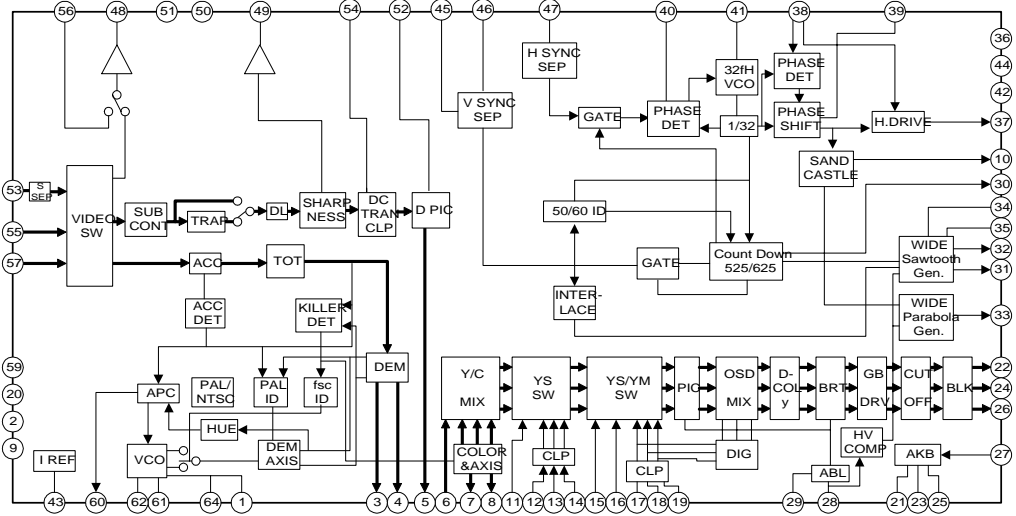 56 48 51 50 49 54 52 45 46 47 40 41 38 39
36
44
42
37
10
30
34
35
32
31
33
22
24
26
27
53
55
57
59
20
2
9
43 60 62 61 64 1 3 4 5 6 7 8 11 12 13 14 15 16 17 18 19 29 28 21 23 25
H SYNC
SEP
V SYNC
SEP
GATE
PHASE
DET
32fH
VCO
1/32
PHASE
DET
PHASE
SHIFT
H.DRIVE
SAND
CASTLE
S
SEP
VIDEO
SW
SUB
CONT
TRAP
DL
SHARP
NESS
DC
TRAN
CLP
D PIC
50/60 ID
ACC
TOT
GATE
Count Down
525/625
WIDE
Sawtooth
Gen.
ACC
DET
KILLER
DET
INTER-
LACE
WIDE
Parabola
Gen.
APC
PAL/
NTSC
PAL
ID
fsc
ID
DEM
Y/C
MIX
YS
SW
YS/YM
SW
PIC
OSD
MIX
D-
COL
y
BRT
GB
DRV
CUT
OFF
BLK
HUE
I REF
VCO
DEM
AXIS
COLOR
&AXIS
CLP
CLP
DIG
ABL
HV
COMP
AKB